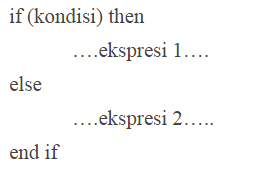 if (kondisi) then
….ekspresi 1….
else
….ekspresi 2…..
end if